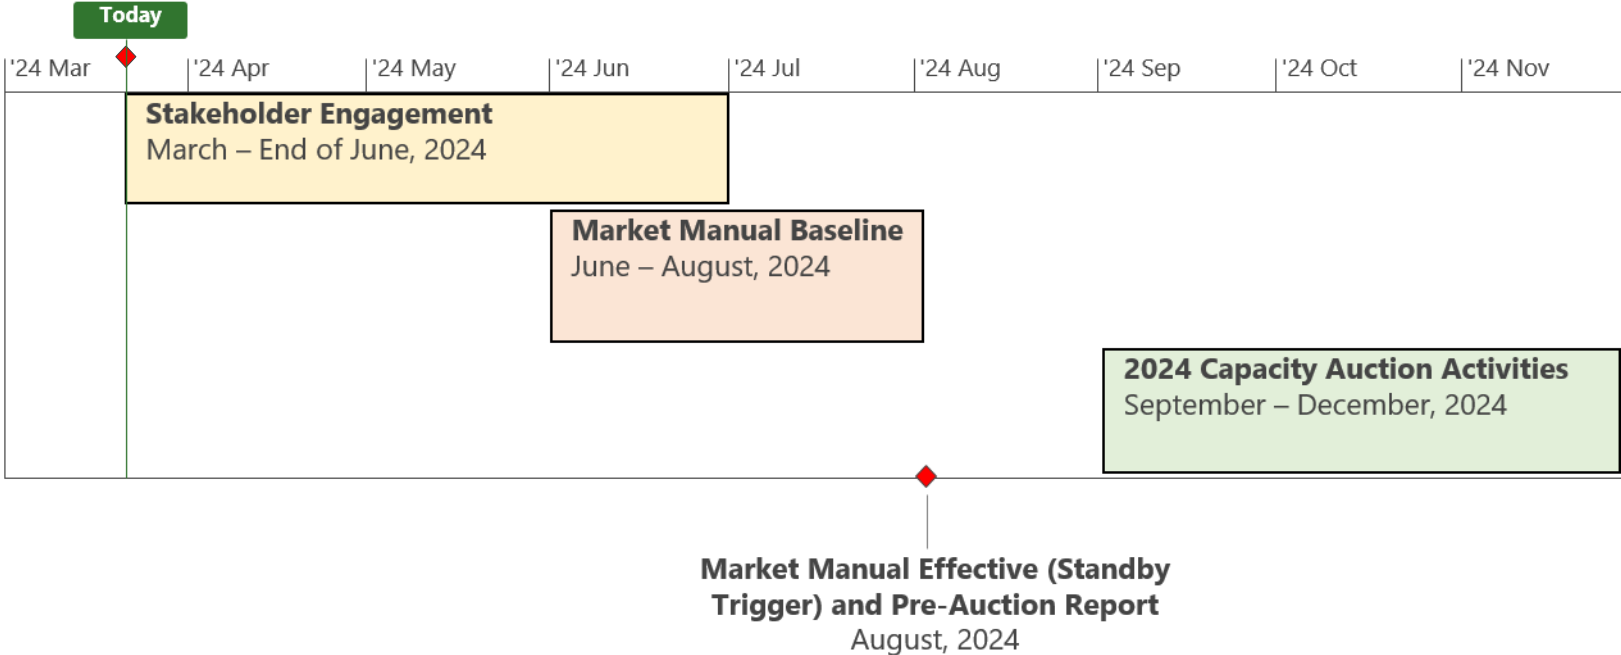 Today
'24 Mar
'24 Apr
'24 May
'24 Jun
'24 Jul
'24 Aug
'24 Sep
'24 Oct
'24 Nov
Stakeholder Engagement
March – End of June, 2024
Market Manual Baseline
June – August, 2024
2024 Capacity Auction Activities
September – December, 2024
Market Manual Effective (Standby
Trigger) and Pre-Auction Report
August, 2024